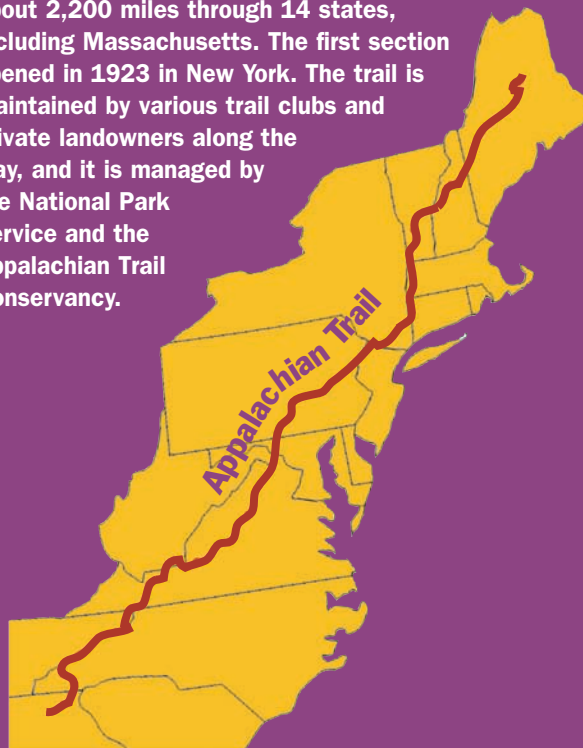 bout 2,200 miles through 14 states,
cluding Massachusetts. The first section
pened in 1923 in New York. The trail is
aintained by various trail clubs and
ivate landowners along the
ay, and it is managed by
e National Park
ervice and the
ppalachian Trail
onservancy.
Appalachian Trail